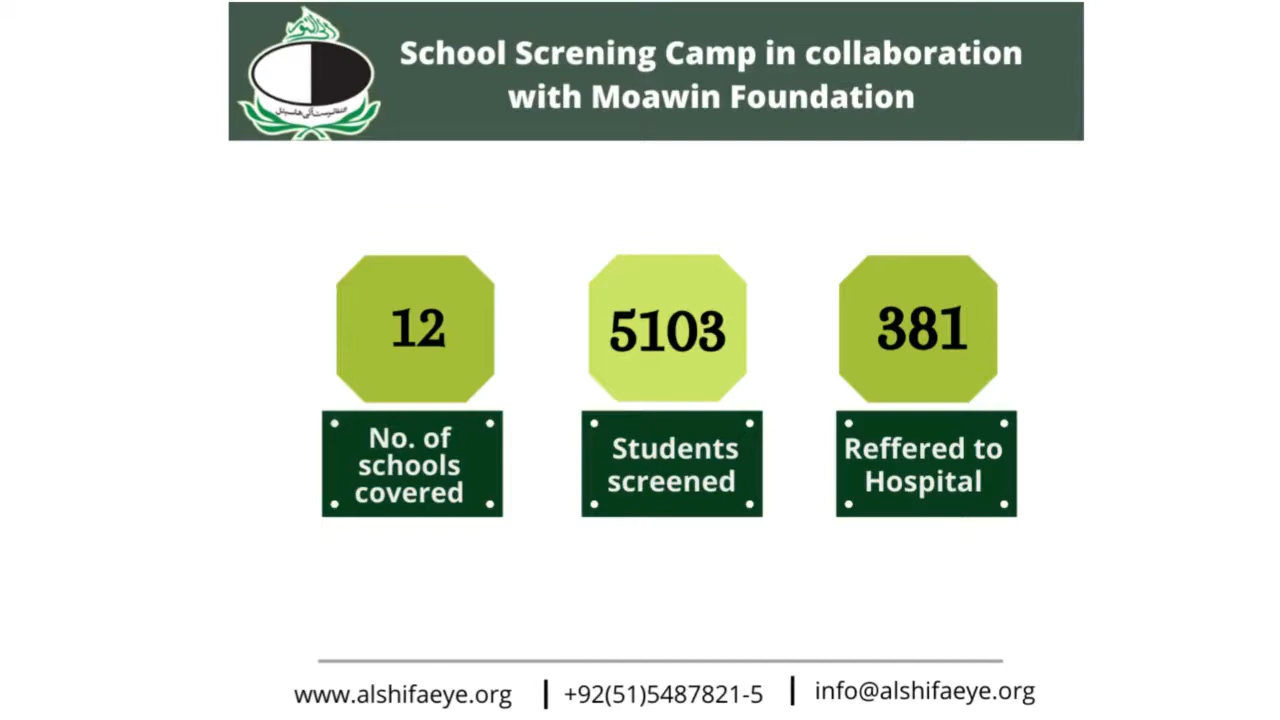 School Screning Camp in collaboration
with Moawin Foundation
12
No. of
schools
covered
5103
Students
screened
381
Reffered to
Hospital
www.alshifaeye.org | +92(51)5487821-5 | info@alshifaeye.org